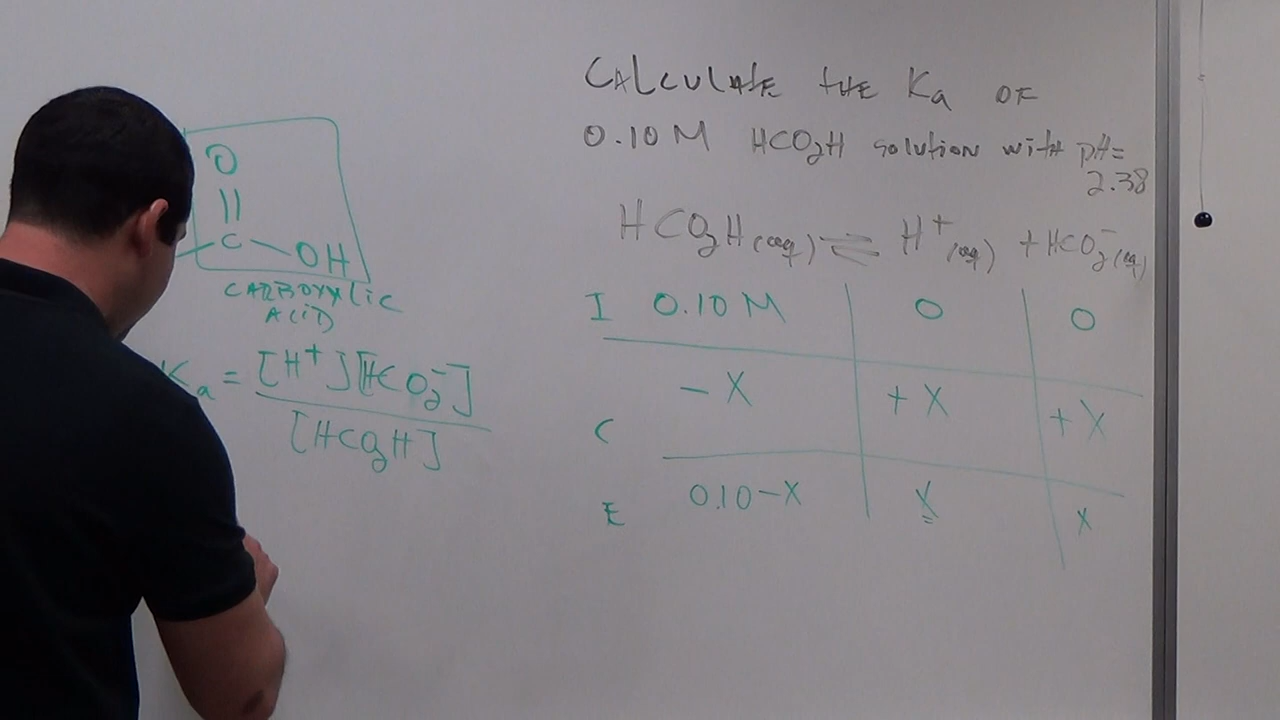 CALCULATE THE Ka OF
0.10 M HCO2H solution with pH=
2.38
HCO2H(aq) ⇌ H+(aq) + HCO2-(aq)
I 0.10 M 0 0
C -X +X +X
E 0.10-X X X
O
||
C-OH
CARBOXYLIC
ACID
Ka = [H+][HCO2-]
[HCO2H]